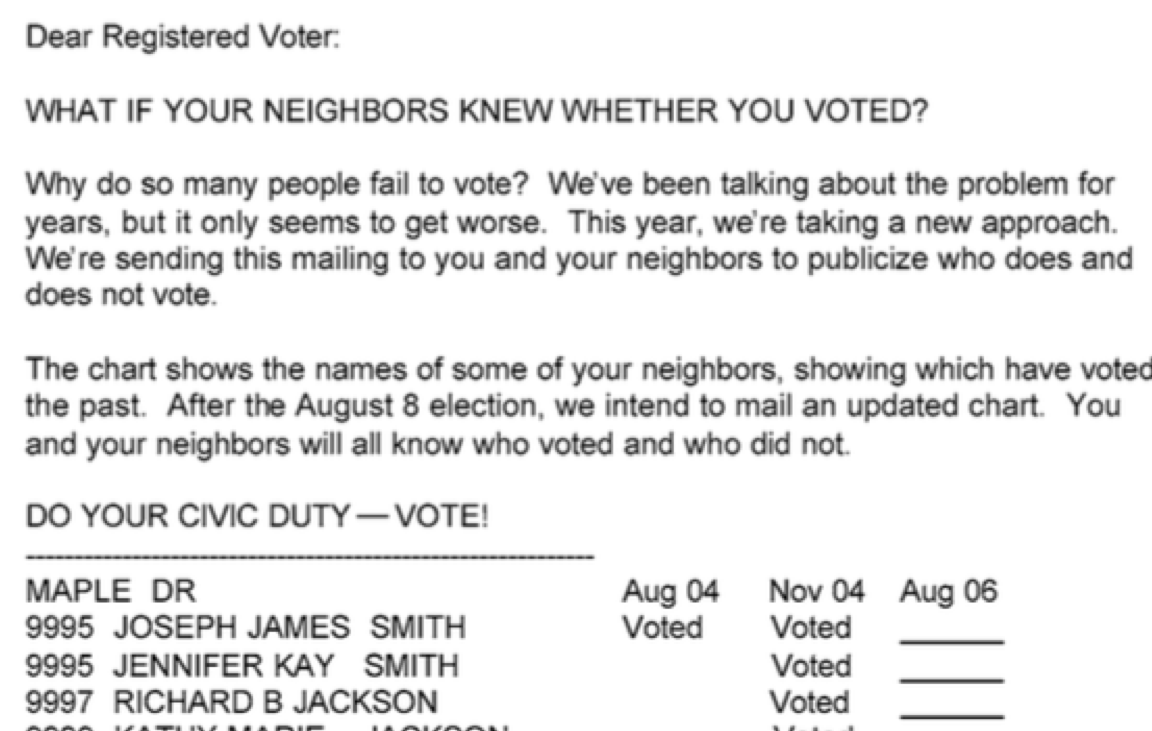 Dear Registered Voter:
WHAT IF YOUR NEIGHBORS KNEW WHETHER YOU VOTED?
Why do so many people fail to vote? We've been talking about the problem for
years, but it only seems to get worse. This year, we're taking a new approach.
We're sending this mailing to you and your neighbors to publicize who does and
does not vote.
The chart shows the names of some of your neighbors, showing which have voted
the past. After the August 8 election, we intend to mail an updated chart. You
and your neighbors will all know who voted and who did not.
DO YOUR CIVIC DUTY — VOTE!
------------------------------------------------------------
MAPLE DR Aug 04 Nov 04 Aug 06
9995 JOSEPH JAMES SMITH Voted Voted ______
9995 JENNIFER KAY SMITH Voted ______
9997 RICHARD B JACKSON Voted ______
KATHY MARIE JACKSON Voted